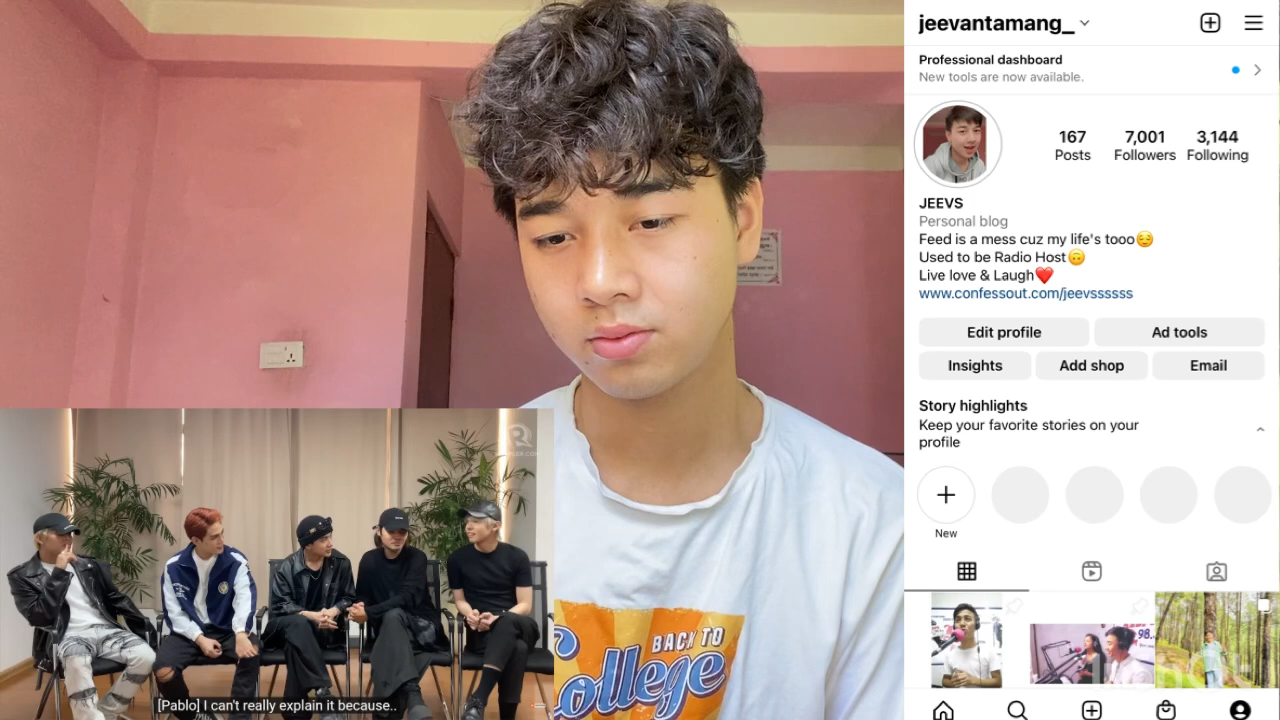 jeevantamang_
Professional dashboard
New tools are now available.
167
Posts
7,001
Followers
3,144
Following
JEEVS
Personal blog
Feed is a mess cuz my life's tooo😌
Used to be Radio Host🙃
Live love & Laugh❤️
www.confessout.com/jeevssssss
Edit profile
Ad tools
Insights
Add shop
Email
Story highlights
Keep your favorite stories on your
profile
New
98.
BACK TO
College
[Pablo] I can't really explain it because..